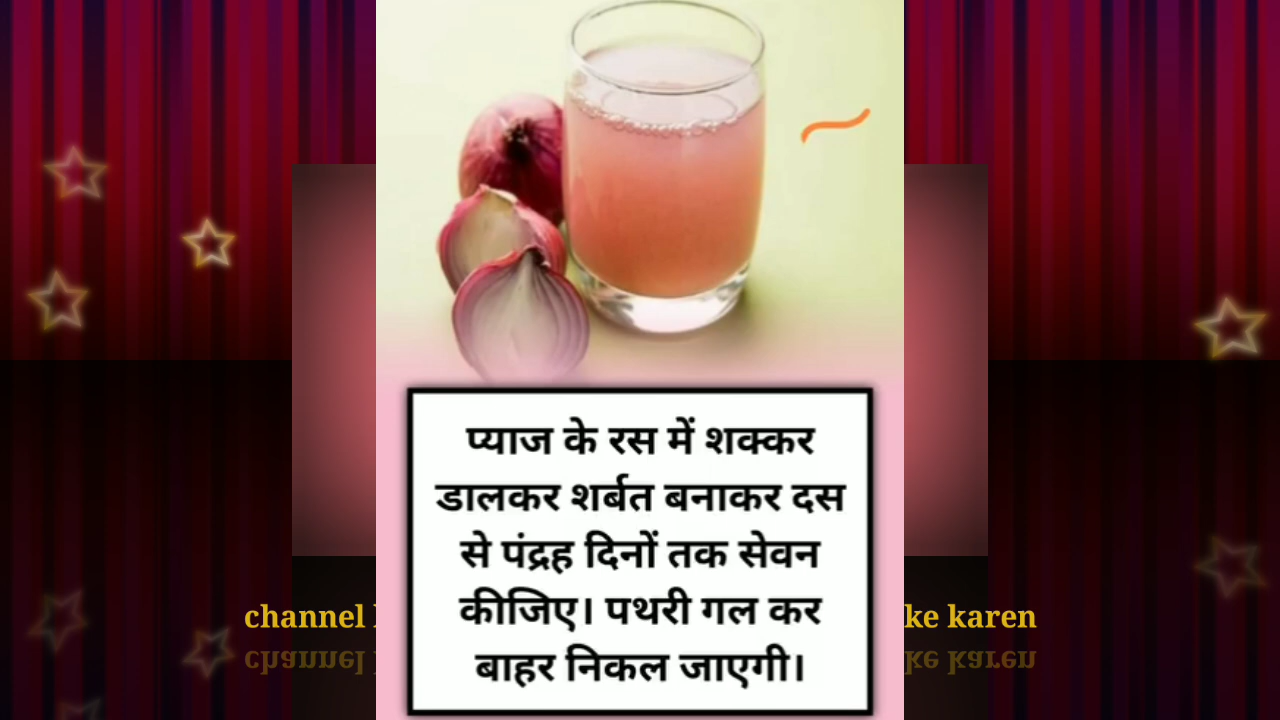 प्याज के रस में शक्कर
डालकर शर्बत बनाकर दस
से पंद्रह दिनों तक सेवन
कीजिए। पथरी गल कर
बाहर निकल जाएगी।
channel ke karen